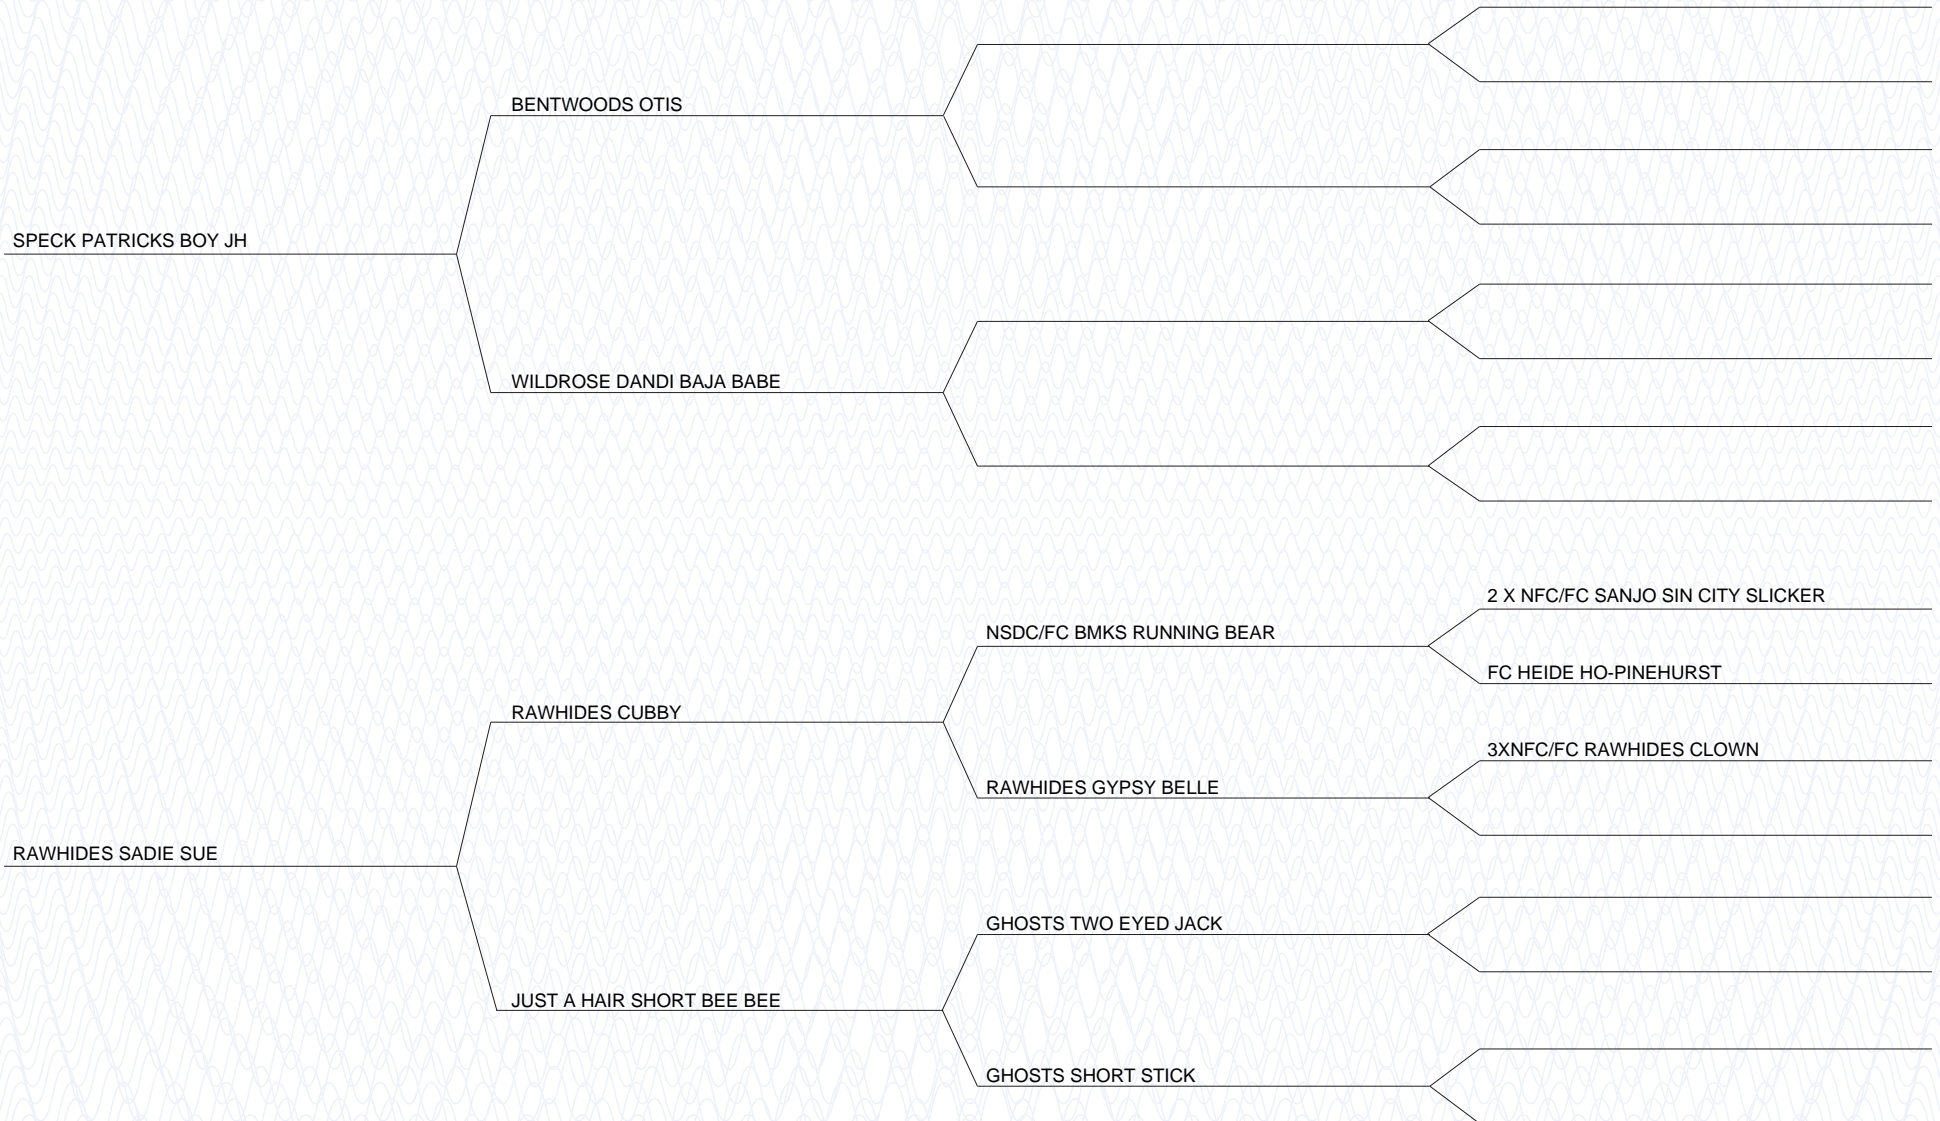 BENTWOODS OTIS
SPECK PATRICKS BOY JH
WILDROSE DANDI BAJA BABE
2 X NFC/FC SANJO SIN CITY SLICKER
NSDC/FC BMKS RUNNING BEAR
FC HEIDE HO-PINEHURST
RAWHIDES CUBBY
3XNFC/FC RAWHIDES CLOWN
RAWHIDES GYPSY BELLE
RAWHIDES SADIE SUE
GHOSTS TWO EYED JACK
JUST A HAIR SHORT BEE BEE
GHOSTS SHORT STICK